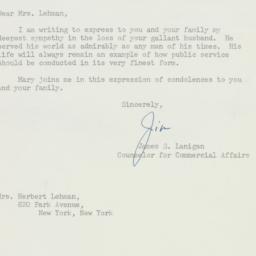 Dear Mrs. Lehman,
I am writing to express to you and your family my
deepest sympathy in the loss of your gallant husband. He
served his world as admirably as any man of his times. His
life will always remain an example of how public service
should be conducted in its very finest form.
Mary joins me in this expression of condolences to you
and your family.
Sincerely,
Jim
James S. Lanigan
Counselor for Commercial Affairs
Mrs. Herbert Lehman,
820 Park Avenue,
New York, New York